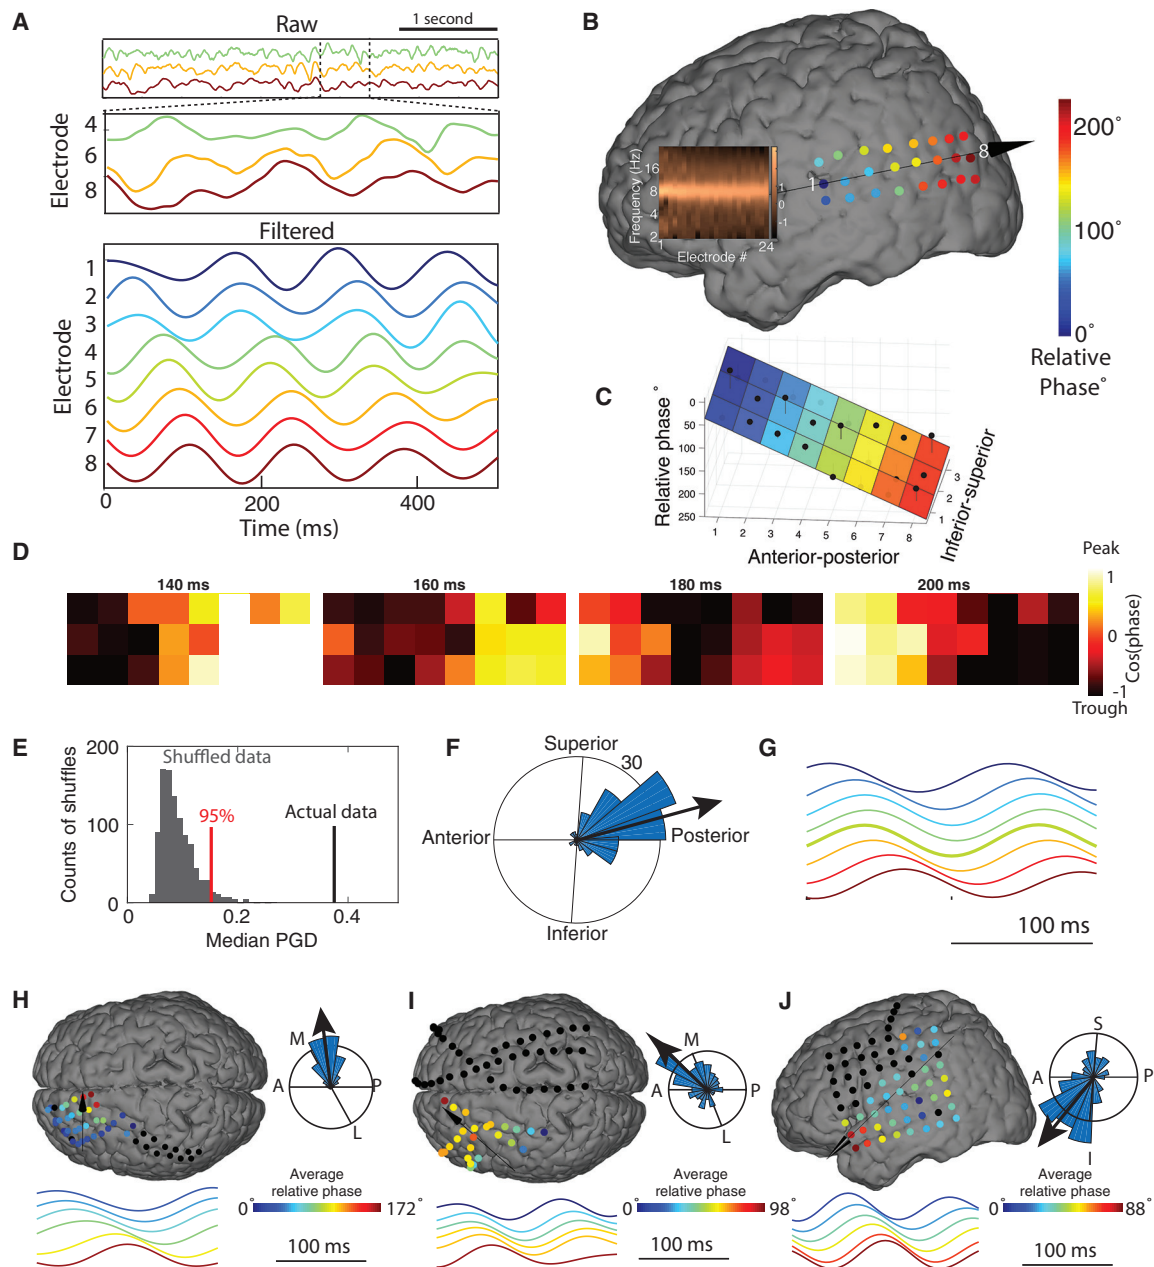 A
Raw
1 second
Electrode
4
6
8
Filtered
Electrode
1
2
3
4
5
6
7
8
0
200
400
Time (ms)
B
1
8
Frequency (Hz)
16
8
4
2
1
24
Electrode #
1
0
-1
200°
100°
0°
Relative
Phase°
C
Relative phase°
0
50
100
150
200
250
1 2 3 4 5 6 7 8
Anterior-posterior
1
2
3
Inferior-superior
D
140 ms
160 ms
180 ms
200 ms
Peak
1
0
-1
Cos(phase)
Trough
E
Counts of shuffles
200
100
0
Shuffled data
95%
Actual data
0
0.2
0.4
Median PGD
F
Superior
30
Anterior
Posterior
Inferior
G
100 ms
H
M
A
P
L
Average
relative phase
0°
172°
100 ms
I
M
A
P
L
Average
relative phase
0°
98°
100 ms
J
S
A
P
I
Average
relative phase
0°
88°
100 ms